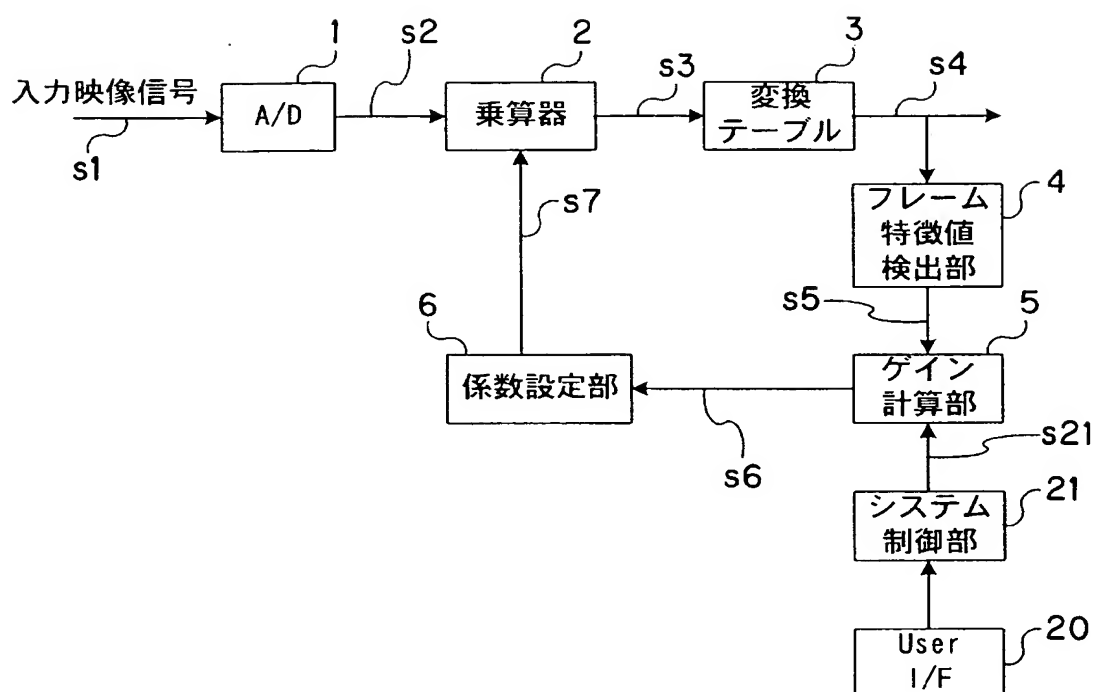 1
s2
2
s3
3
s4
入力映像信号
A/D
乗算器
変換
テーブル
s1
s7
フレーム
特徴値
検出部
4
s5
6
5
係数設定部
ゲイン
計算部
s6
s21
システム
制御部
21
User
I/F
20